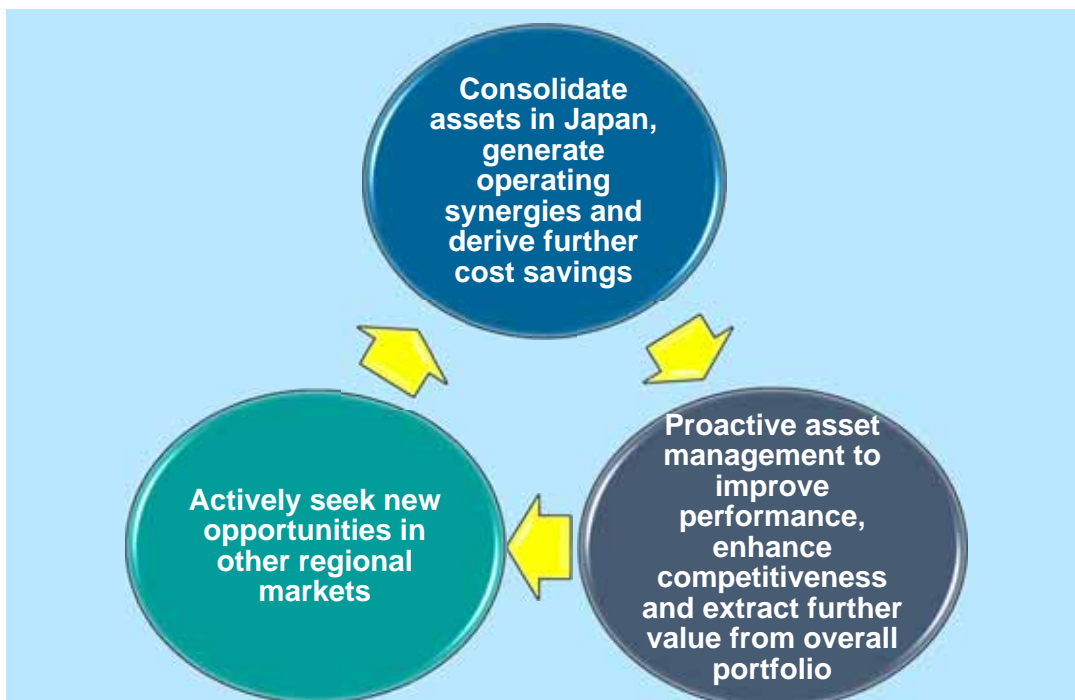 Consolidate
assets in Japan,
generate
operating
synergies and
derive further
cost savings
Proactive asset
management to
improve
performance,
enhance
competitiveness
and extract further
value from overall
portfolio
Actively seek new
opportunities in
other regional
markets